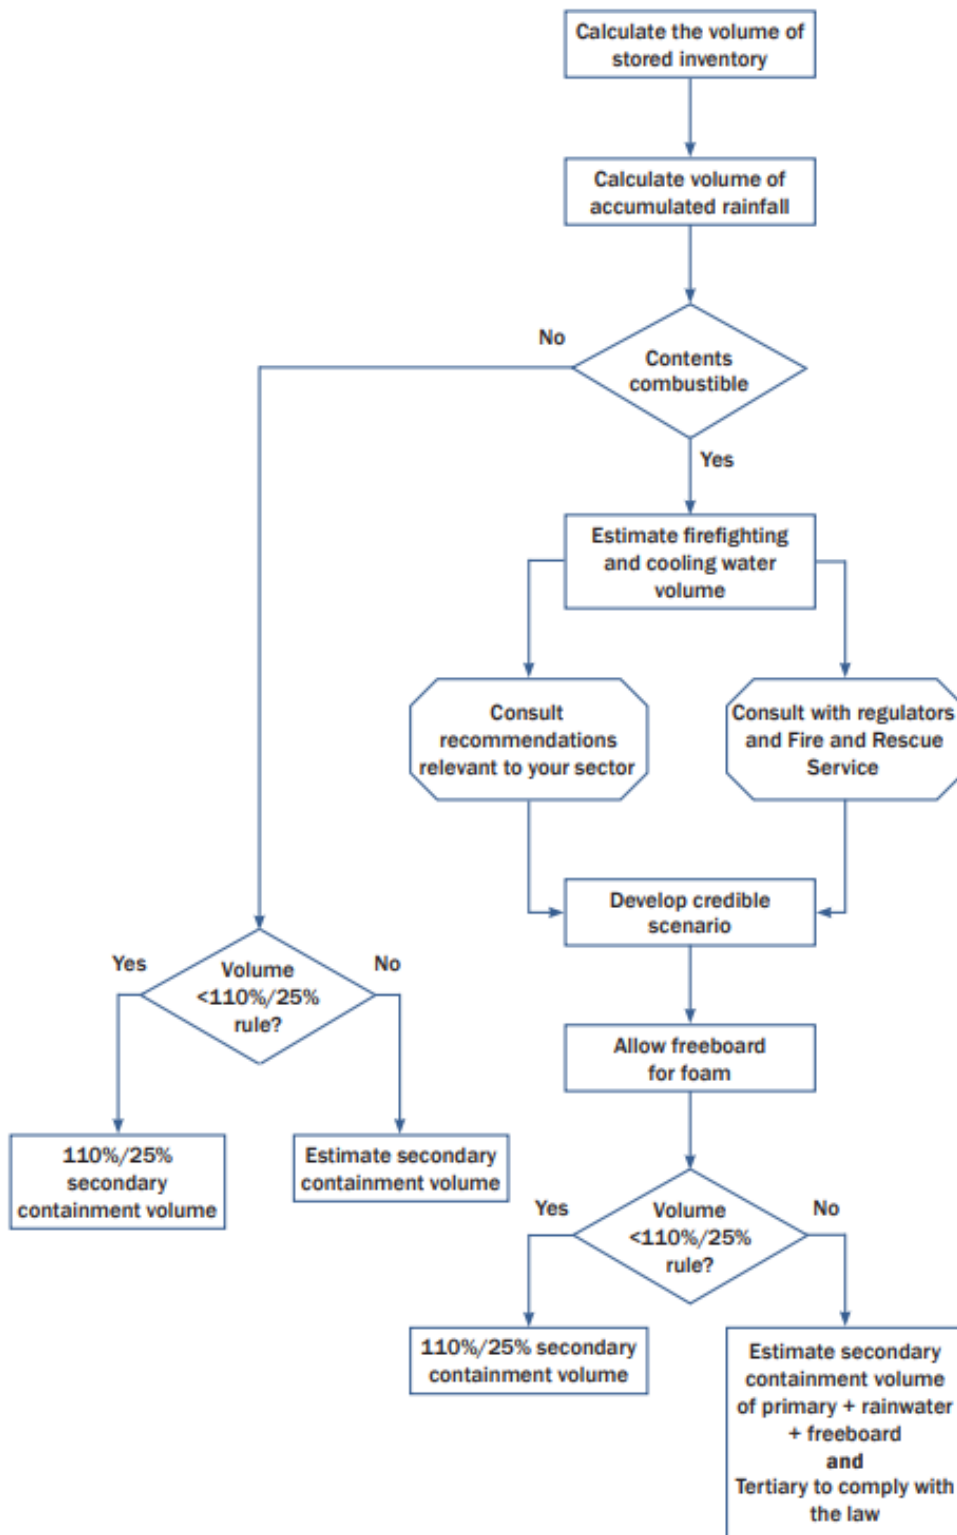 Calculate the volume of
stored inventory
Calculate volume of
accumulated rainfall
No
Contents
combustible
Yes
Estimate firefighting
and cooling water
volume
Consult
recommendations
relevant to your sector
Consult with regulators
and Fire and Rescue
Service
Develop credible
scenario
Yes
Volume
<110%/25%
rule?
No
Allow freeboard
for foam
110%/25%
secondary
containment volume
Estimate secondary
containment volume
Yes
Volume
<110%/25%
rule?
No
110%/25% secondary
containment volume
Estimate secondary
containment volume
of primary + rainwater
+ freeboard
and
Tertiary to comply with
the law